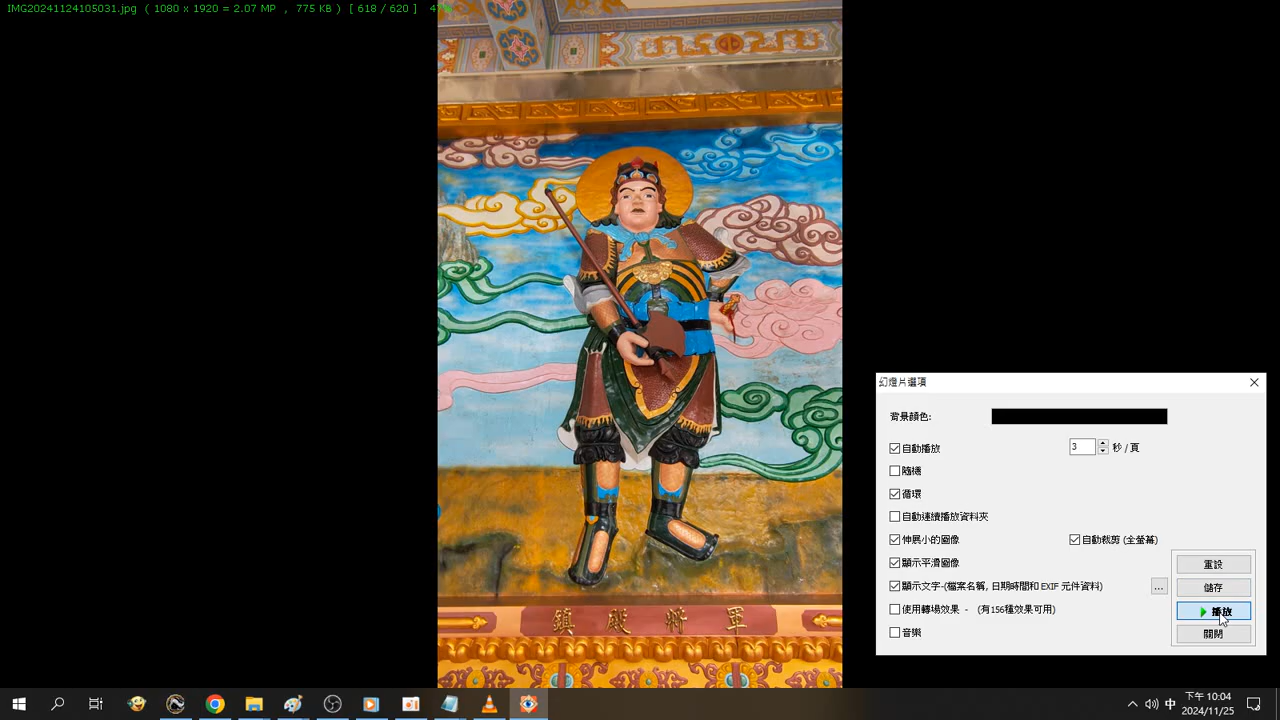 IMG20241124105031.jpg ( 1080 x 1920 = 2.07 MP , 775 KB ) [ 618 / 620 ] 47%
幻燈片選項
背景顏色:
自動播放
3 秒 / 頁
隨機
循環
自動連續播放資料夾
伸展小的圖像
自動裁剪 (全螢幕)
顯示平滑圖像
重設
顯示文字-(檔案名稱, 日期時間和 EXIF 元件資料)
...
儲存
使用轉場效果 - (有156種效果可用)
播放
音樂
關閉
鎮殿將軍
中
下午 10:04
2024/11/25